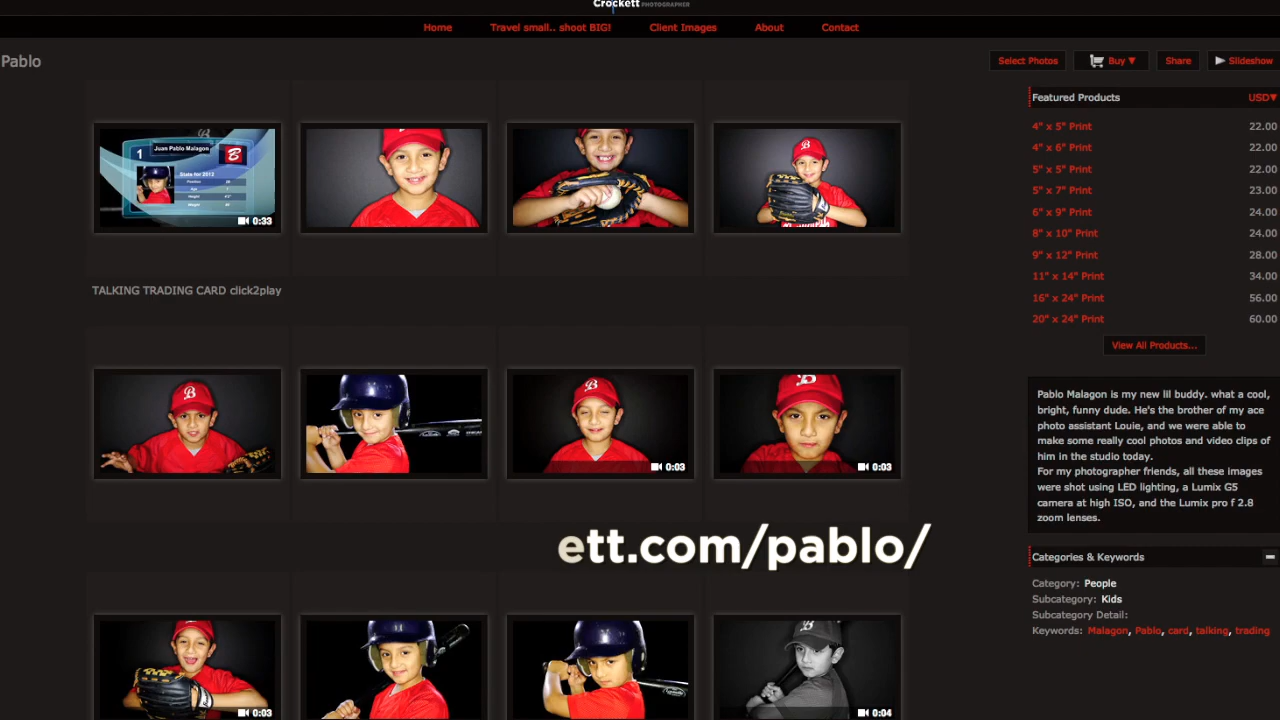 Crockett PHOTOGRAPHER
Home Travel small.. shoot BIG! Client Images About Contact
Pablo
Select Photos Buy ▼ Share Slideshow
Juan Pablo Malagon
1
B
Stats for 2012
0:33
TALKING TRADING CARD click2play
0:03
0:03
ett.com/pablo/
0:03
0:04
Featured Products USD▼
4" x 5" Print 22.00
4" x 6" Print 22.00
5" x 5" Print 22.00
5" x 7" Print 23.00
6" x 9" Print 24.00
8" x 10" Print 24.00
9" x 12" Print 28.00
11" x 14" Print 34.00
16" x 24" Print 56.00
20" x 24" Print 60.00
View All Products...
Pablo Malagon is my new lil buddy. what a cool,
bright, funny dude. He's the brother of my ace
photo assistant Louie, and we were able to
make some really cool photos and video clips of
him in the studio today.
For my photographer friends, all these images
were shot using LED lighting, a Lumix G5
camera at high ISO, and the Lumix pro f 2.8
zoom lenses.
Categories & Keywords
Category: People
Subcategory: Kids
Subcategory Detail:
Keywords: Malagon, Pablo, card, talking, trading